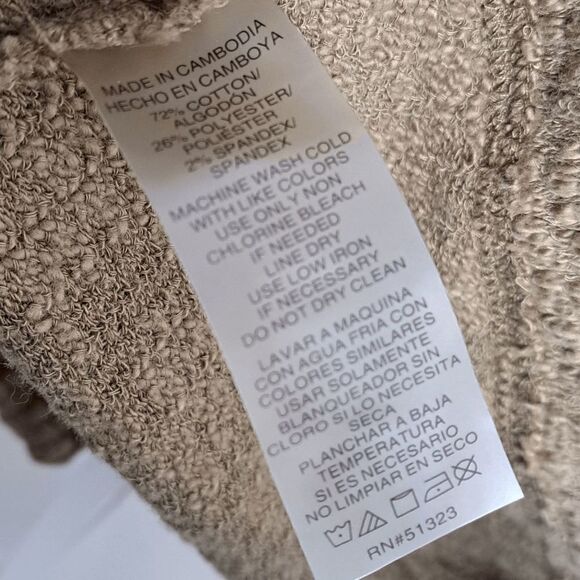 MADE IN CAMBODIA
HECHO EN CAMBOYA
72% COTTON/
ALGODÓN
26% POLYESTER/
POLIÉSTER
2% SPANDEX/
SPANDEX
MACHINE WASH COLD
WITH LIKE COLORS
USE ONLY NON
CHLORINE BLEACH
IF NEEDED
LINE DRY
USE LOW IRON
IF NECESSARY
DO NOT DRY CLEAN
LAVAR A MAQUINA
CON AGUA FRIA CON
COLORES SIMILARES
USAR SOLAMENTE
BLANQUEADOR SIN
CLORO SI LO NECESITA
SECA
PLANCHAR A BAJA
TEMPERATURA
SI ES NECESARIO
NO LIMPIAR EN SECO
RN#51323